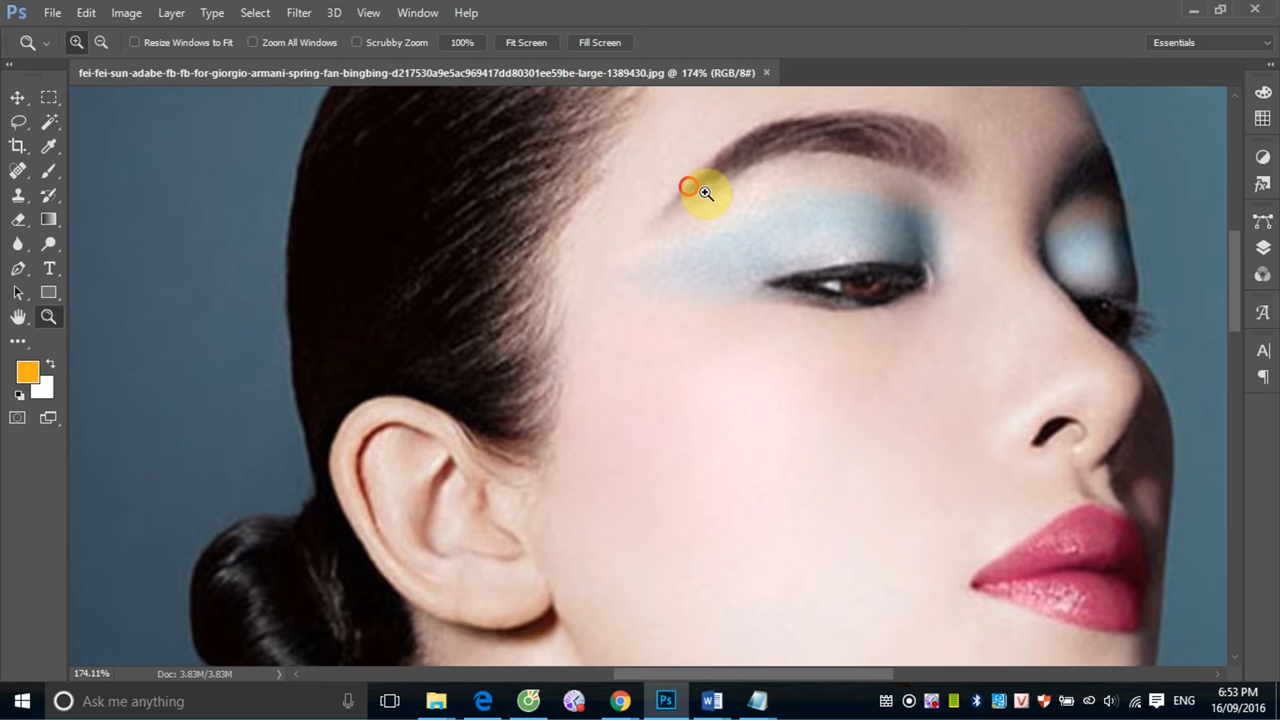 Ps File Edit Image Layer Type Select Filter 3D View Window Help
Resize Windows to Fit Zoom All Windows Scrubby Zoom 100% Fit Screen Fill Screen Essentials
fei-fei-sun-adabe-fb-fb-for-giorgio-armani-spring-fan-bingbing-d217530a9e5ac969417dd80301ee59be-large-1389430.jpg @ 174% (RGB/8#) ×
174.11% Doc: 3.83M/3.83M
Ask me anything
Ps
ENG
6:53 PM
16/09/2016